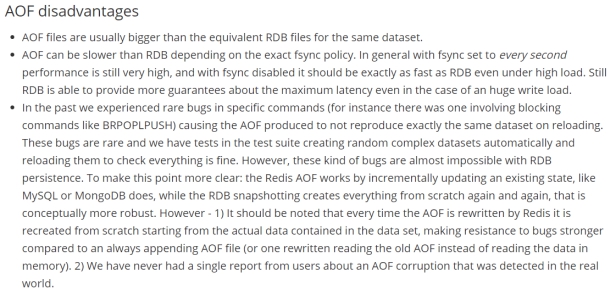 AOF disadvantages
• AOF files are usually bigger than the equivalent RDB files for the same dataset.
• AOF can be slower than RDB depending on the exact fsync policy. In general with fsync set to every second
performance is still very high, and with fsync disabled it should be exactly as fast as RDB even under high load. Still
RDB is able to provide more guarantees about the maximum latency even in the case of an huge write load.
• In the past we experienced rare bugs in specific commands (for instance there was one involving blocking
commands like BRPOPLPUSH) causing the AOF produced to not reproduce exactly the same dataset on reloading.
These bugs are rare and we have tests in the test suite creating random complex datasets automatically and
reloading them to check everything is fine. However, these kind of bugs are almost impossible with RDB
persistence. To make this point more clear: the Redis AOF works by incrementally updating an existing state, like
MySQL or MongoDB does, while the RDB snapshotting creates everything from scratch again and again, that is
conceptually more robust. However - 1) It should be noted that every time the AOF is rewritten by Redis it is
recreated from scratch starting from the actual data contained in the data set, making resistance to bugs stronger
compared to an always appending AOF file (or one rewritten reading the old AOF instead of reading the data in
memory). 2) We have never had a single report from users about an AOF corruption that was detected in the real
world.